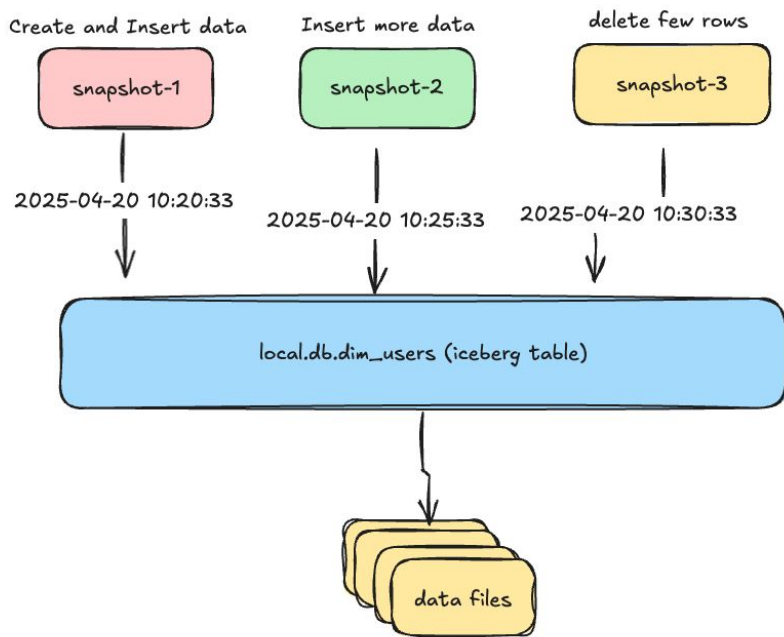 Create and Insert data
Insert more data
delete few rows
snapshot-1
snapshot-2
snapshot-3
2025-04-20 10:20:33
2025-04-20 10:25:33
2025-04-20 10:30:33
local.db.dim_users (iceberg table)
data files